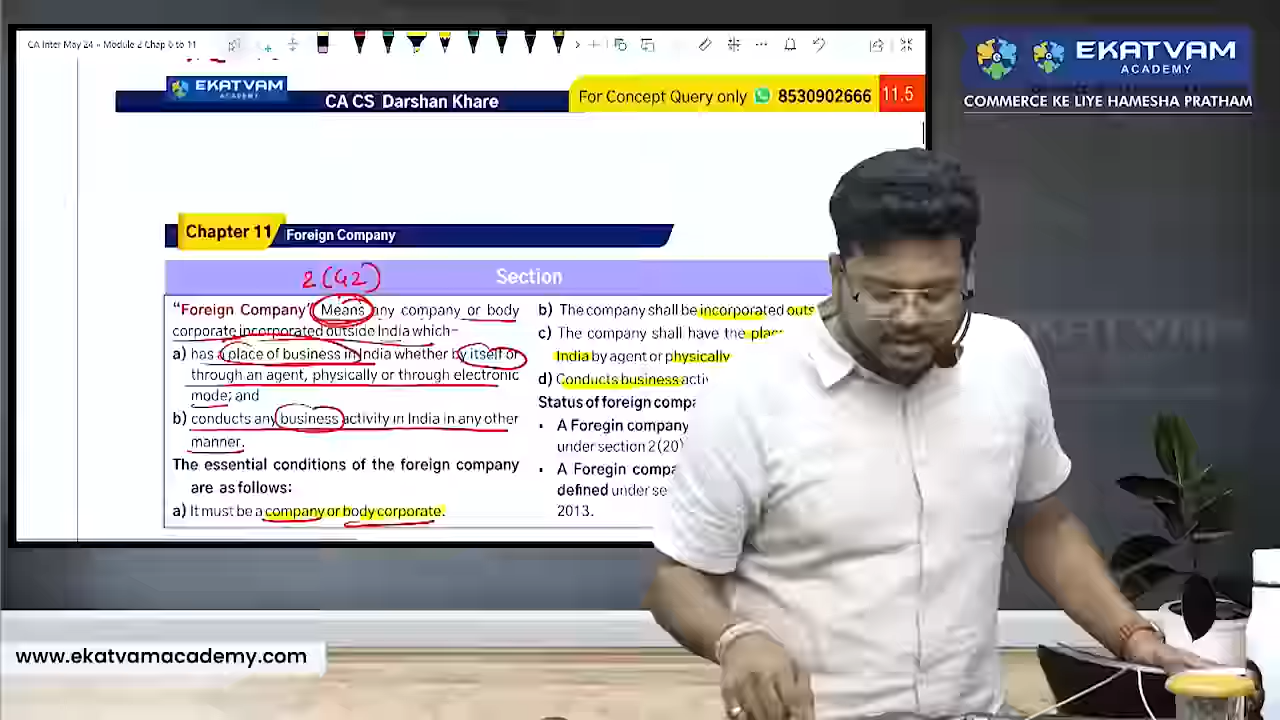 CA Inter May 24 - Module 2 Chap 6 to 11
EKATVAM
ACADEMY
CA CS Darshan Khare
For Concept Query only 8530902666
11.5
EKATVAM
ACADEMY
COMMERCE KE LIYE HAMESHA PRATHAM
Chapter 11
Foreign Company
2(42)
Section
"Foreign Company" Means any company or body
corporate incorporated outside India which-
a) has a place of business in India whether by itself or
through an agent, physically or through electronic
mode; and
b) conducts any business activity in India in any other
manner.
The essential conditions of the foreign company
are as follows:
a) It must be a company or body corporate.
b) The company shall be incorporated outs
c) The company shall have the plac
India by agent or physically
d) Conducts business acti
Status of foreign compa
• A Foregin company
under section 2(20)
• A Foregin compa
defined under se
2013.
www.ekatvamacademy.com